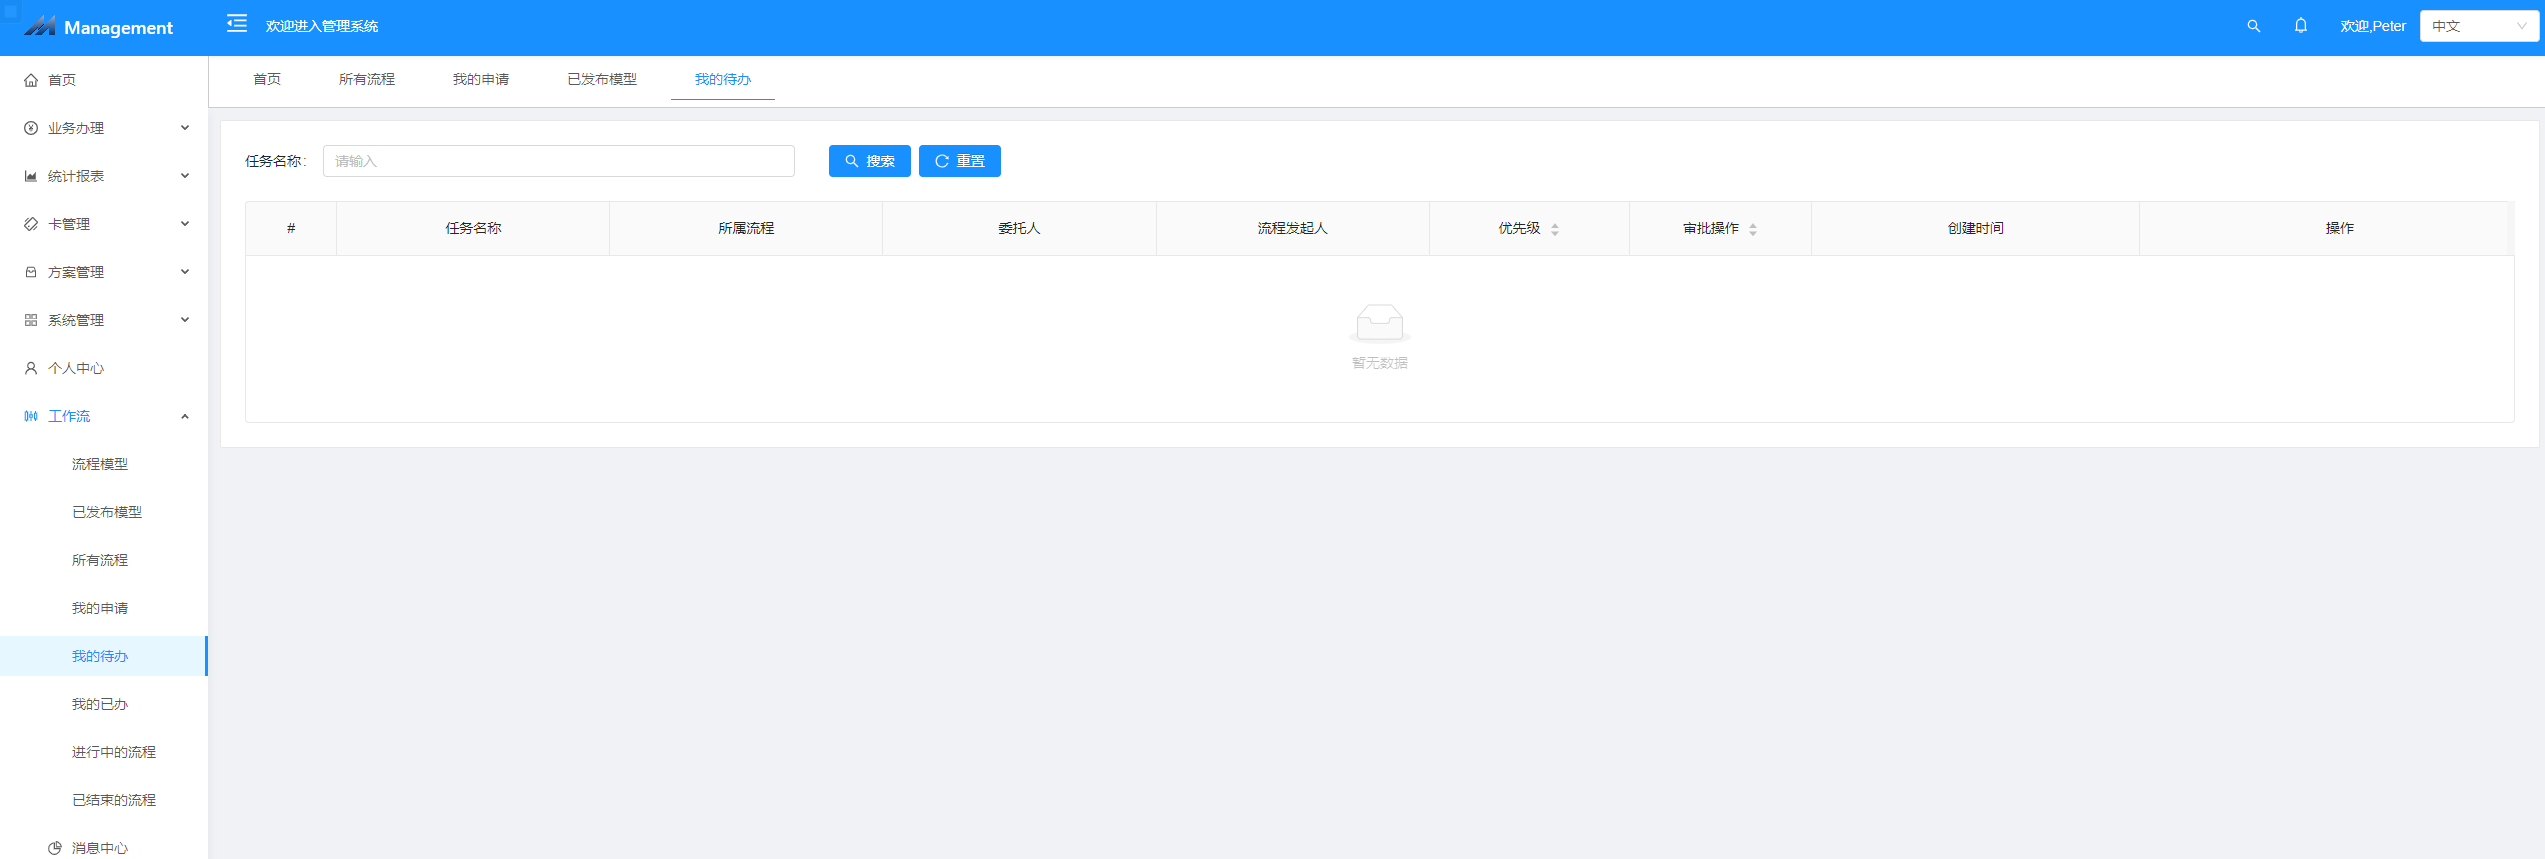 Management
欢迎进入管理系统
欢迎,Peter
中文
首页
业务办理
统计报表
卡管理
方案管理
系统管理
个人中心
工作流
流程模型
已发布模型
所有流程
我的申请
我的待办
我的已办
进行中的流程
已结束的流程
消息中心
首页 所有流程 我的申请 已发布模型 我的待办
任务名称: 请输入 搜索 重置
# 任务名称 所属流程 委托人 流程发起人 优先级 审批操作 创建时间 操作
暂无数据